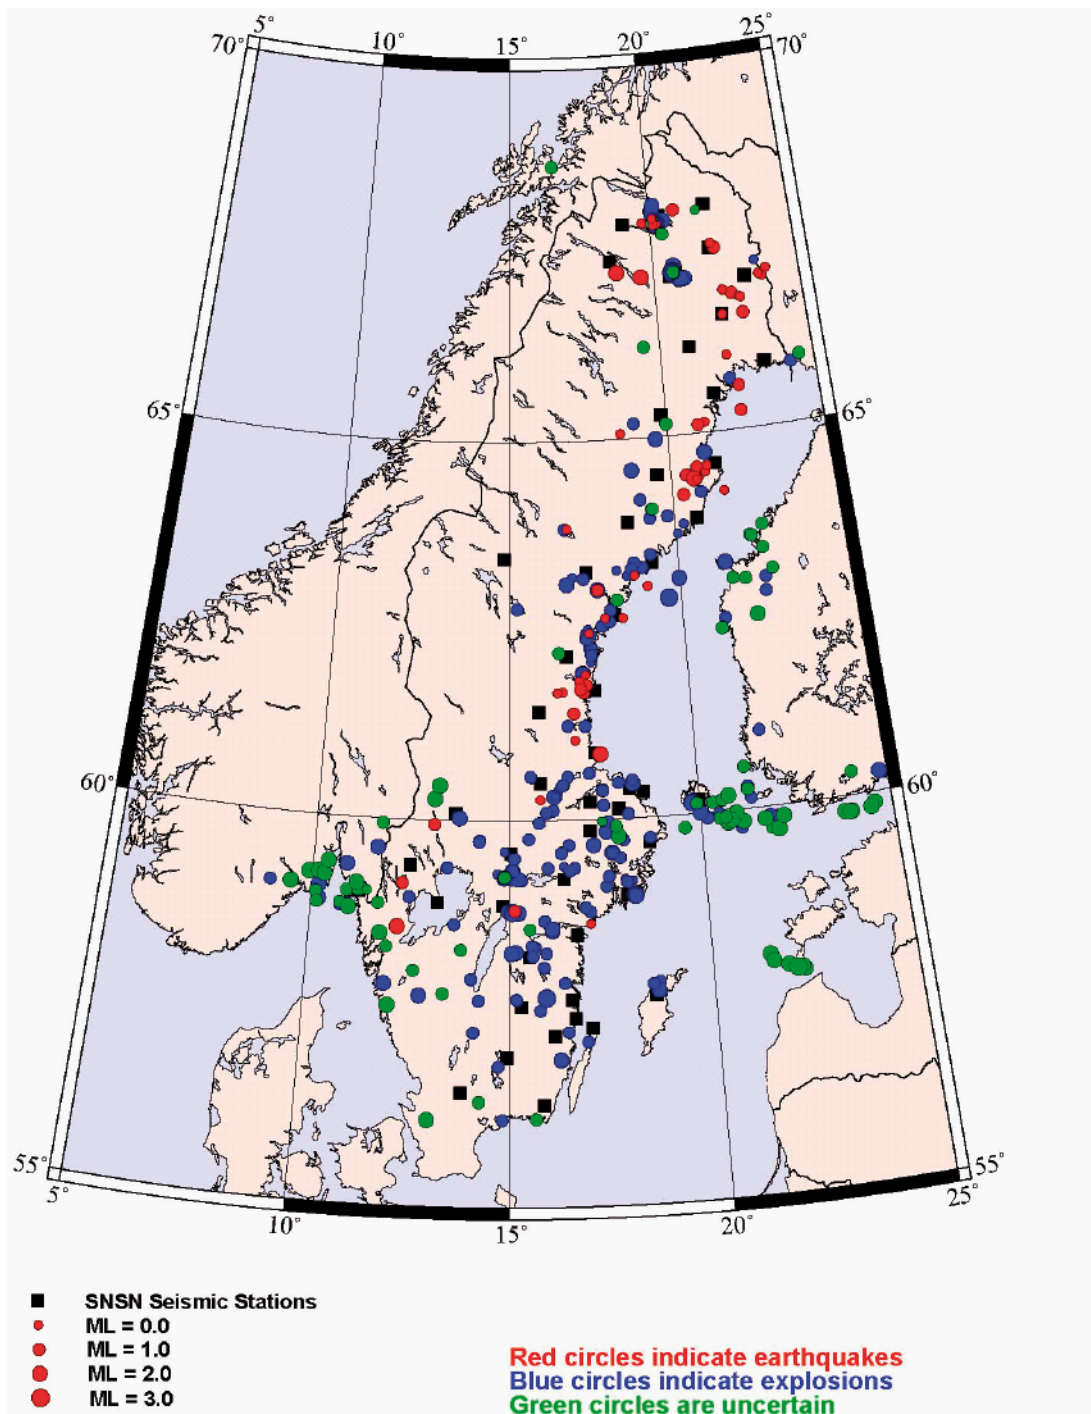 5° 10° 15° 20° 25°
70° 70°
65° 65°
60° 60°
55° 55°
5° 10° 15° 20° 25°
SNSN Seismic Stations
ML = 0.0
ML = 1.0
ML = 2.0
ML = 3.0
Red circles indicate earthquakes
Blue circles indicate explosions
Green circles are uncertain